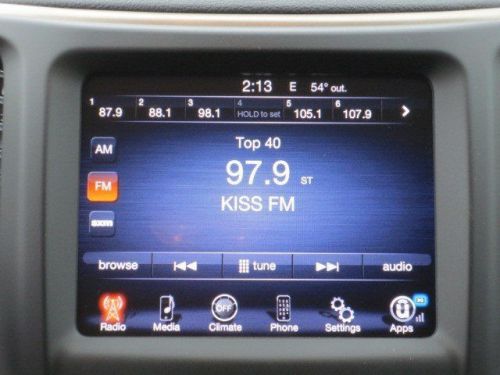 2:13 E 54° out.
1 87.9 2 88.1 3 98.1 4 HOLD to set 5 105.1 6 107.9 >
AM
Top 40
97.9 ST
FM
KISS FM
browse tune audio
OFF
Radio Media Climate Phone Settings Apps